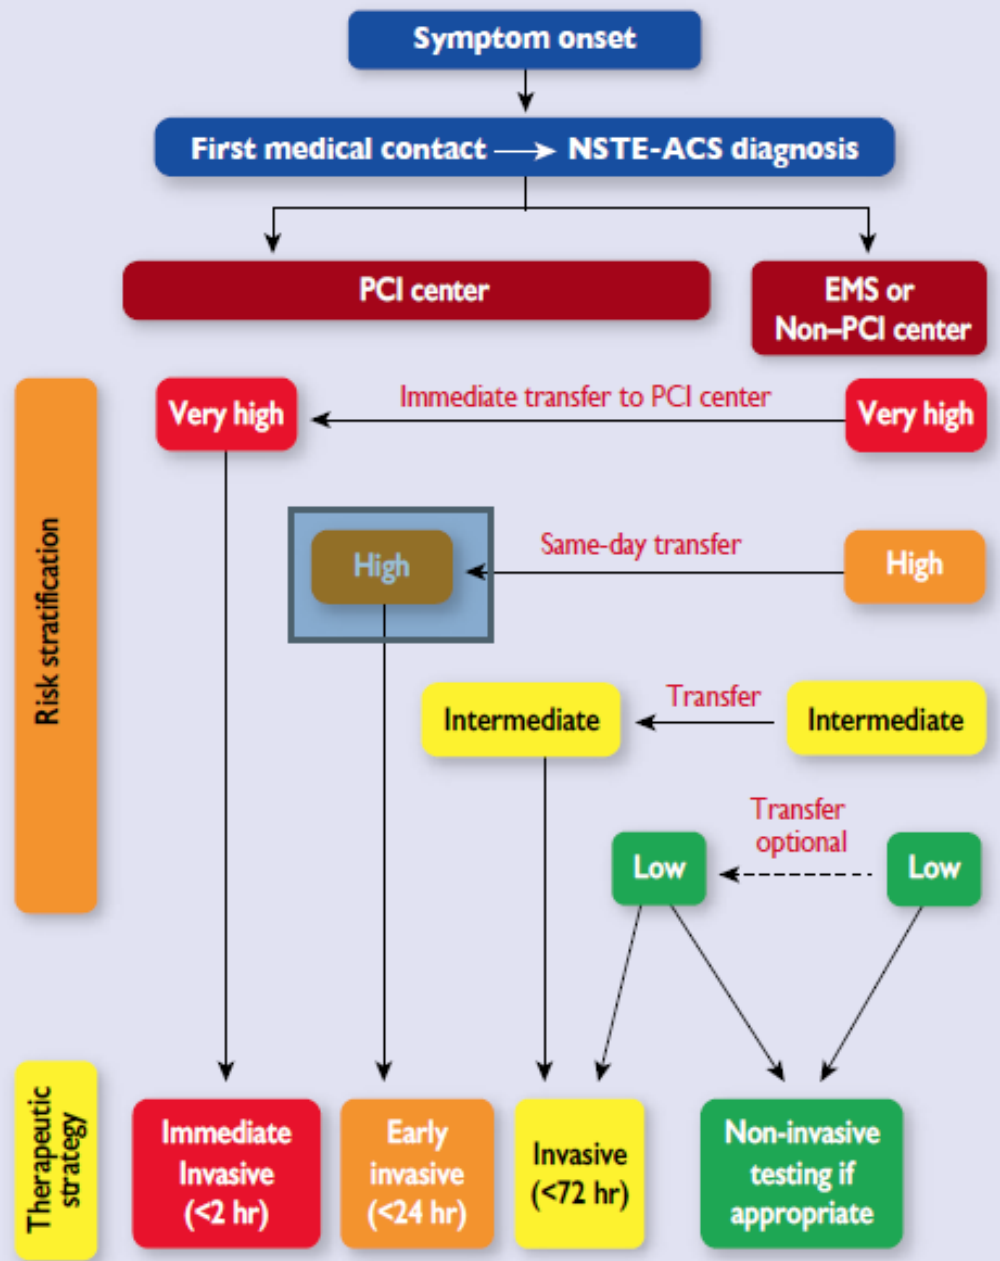 Symptom onset
First medical contact → NSTE-ACS diagnosis
PCI center
EMS or
Non–PCI center
Risk stratification
Very high
Immediate transfer to PCI center
Very high
High
Same-day transfer
High
Intermediate
Transfer
Intermediate
Low
Transfer
optional
Low
Therapeutic
strategy
Immediate
Invasive
(<2 hr)
Early
invasive
(<24 hr)
Invasive
(<72 hr)
Non-invasive
testing if
appropriate